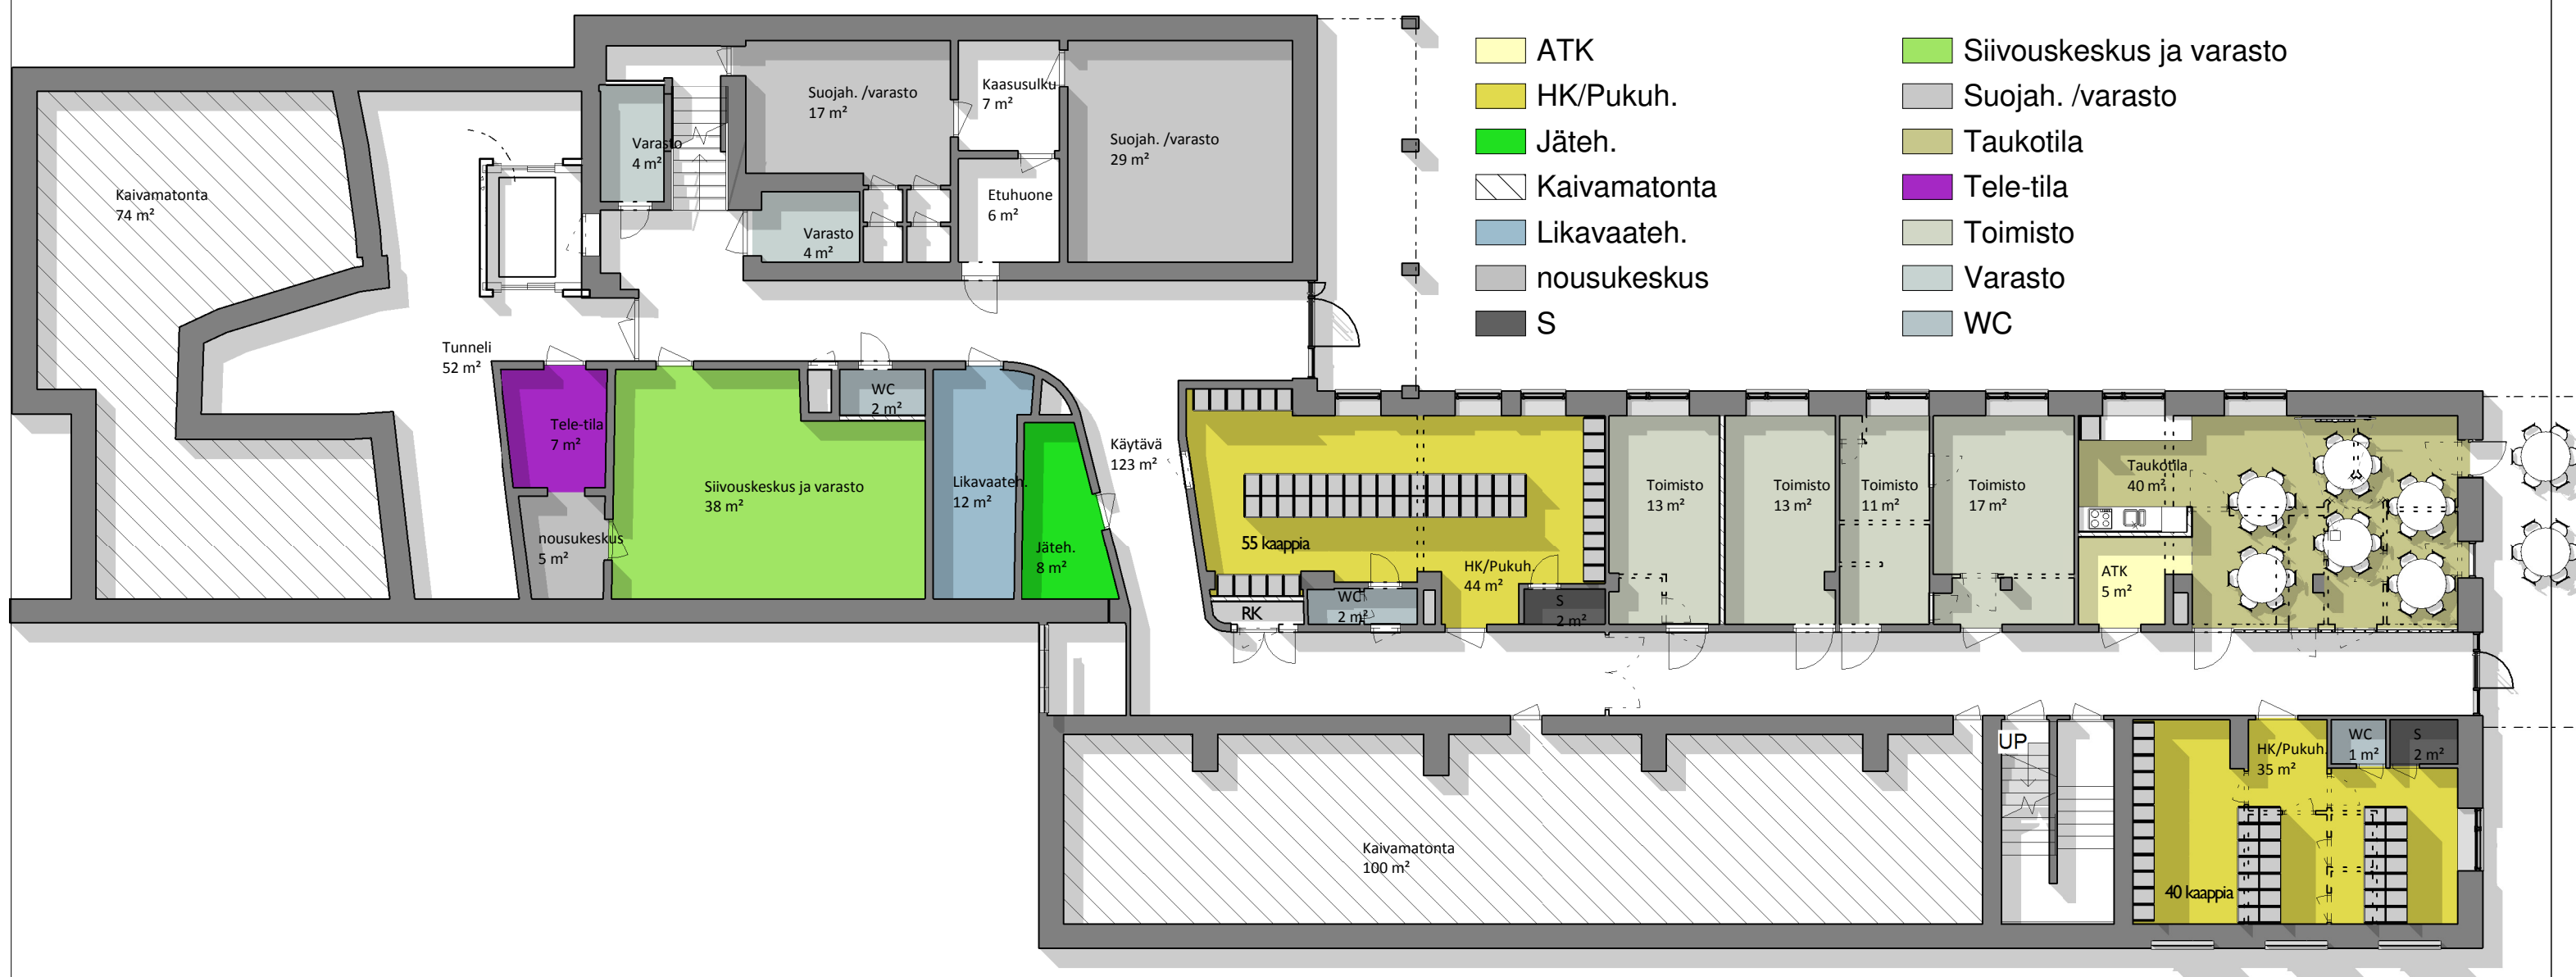 ATK
HK/Pukuh.
Jäteh.
Kaivamatonta
Likavaateh.
nousukeskus
S
Siivouskeskus ja varasto
Suojah. /varasto
Taukotila
Tele-tila
Toimisto
Varasto
WC
Kaivamatonta
74 m²
Varasto
4 m²
Suojah. /varasto
17 m²
Kaasusulku
7 m²
Suojah. /varasto
29 m²
Etuhuone
6 m²
Varasto
4 m²
Tunneli
52 m²
Tele-tila
7 m²
nousukeskus
5 m²
Siivouskeskus ja varasto
38 m²
WC
2 m²
Likavaateh.
12 m²
Jäteh.
8 m²
Käytävä
123 m²
55 kaappia
HK/Pukuh.
44 m²
RK
WC
2 m²
S
2 m²
Toimisto
13 m²
Toimisto
13 m²
Toimisto
11 m²
Toimisto
17 m²
Taukotila
40 m²
ATK
5 m²
Kaivamatonta
100 m²
UP
HK/Pukuh.
35 m²
WC
1 m²
S
2 m²
40 kaappia